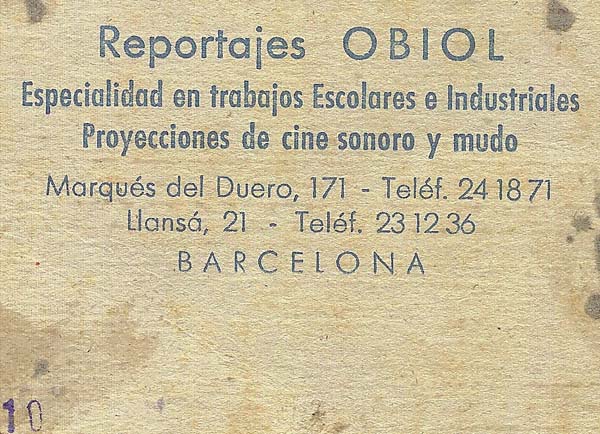 Reportajes OBIOL
Especialidad en trabajos Escolares e Industriales
Proyecciones de cine sonoro y mudo
Marqués del Duero, 171 - Teléf. 24 18 71
Llansá, 21 - Teléf. 23 12 36
BARCELONA
10